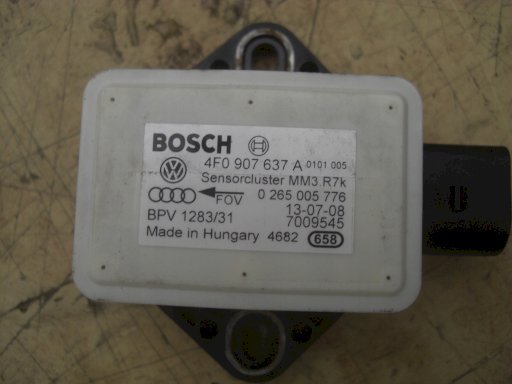 BOSCH
4F0 907 637 A 0101 005
Sensorcluster MM3.R7k
FOV 0 265 005 776
BPV 1283/31 13-07-08
7009545
Made in Hungary 4682 658